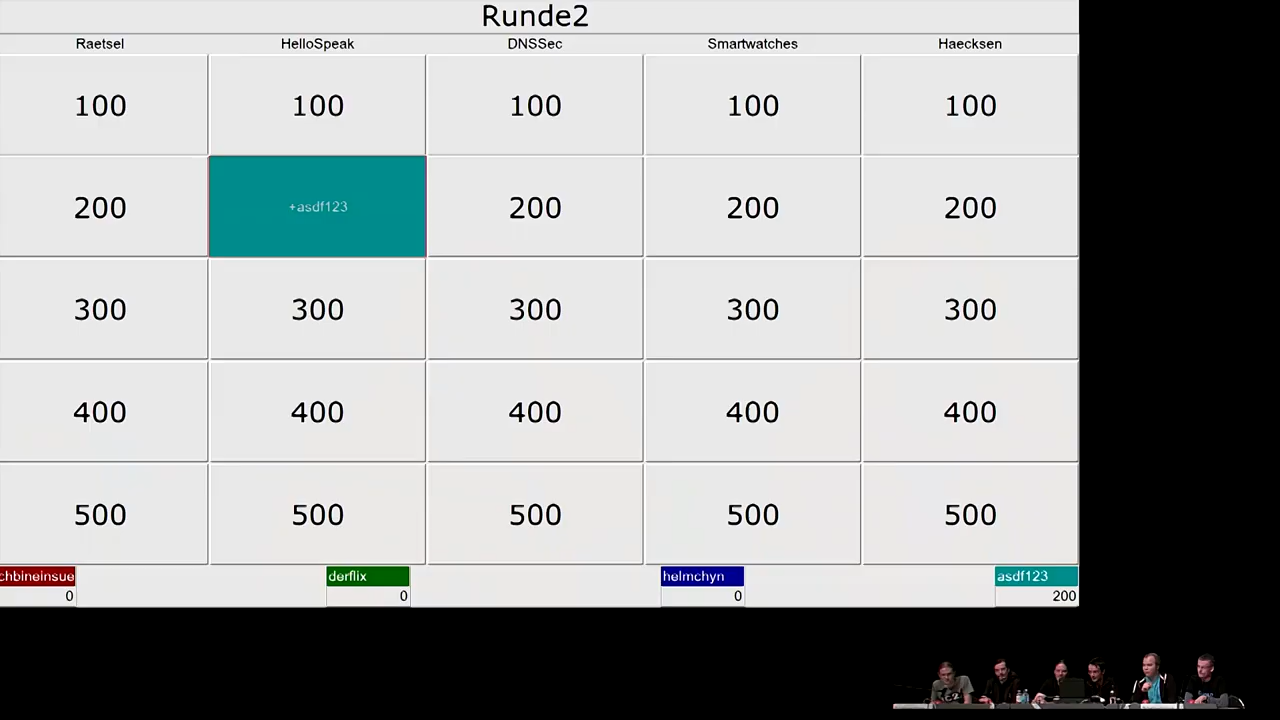 Runde2
Raetsel HelloSpeak DNSSec Smartwatches Haecksen
100 100 100 100 100
200 +asdf123 200 200 200
300 300 300 300 300
400 400 400 400 400
500 500 500 500 500
chbineinsue derflix helmchyn asdf123
0 0 0 200